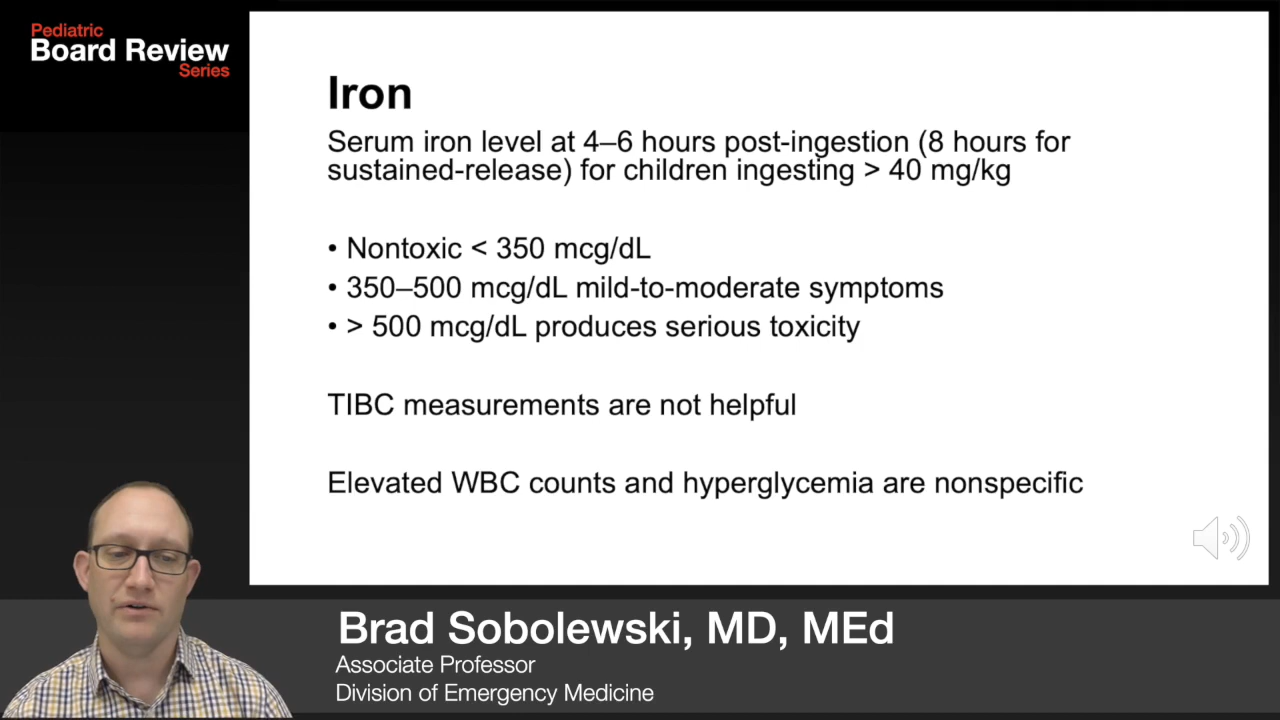 Pediatric
Board Review
Series
Iron
Serum iron level at 4–6 hours post-ingestion (8 hours for
sustained-release) for children ingesting > 40 mg/kg
• Nontoxic < 350 mcg/dL
• 350–500 mcg/dL mild-to-moderate symptoms
• > 500 mcg/dL produces serious toxicity
TIBC measurements are not helpful
Elevated WBC counts and hyperglycemia are nonspecific
Brad Sobolewski, MD, MEd
Associate Professor
Division of Emergency Medicine